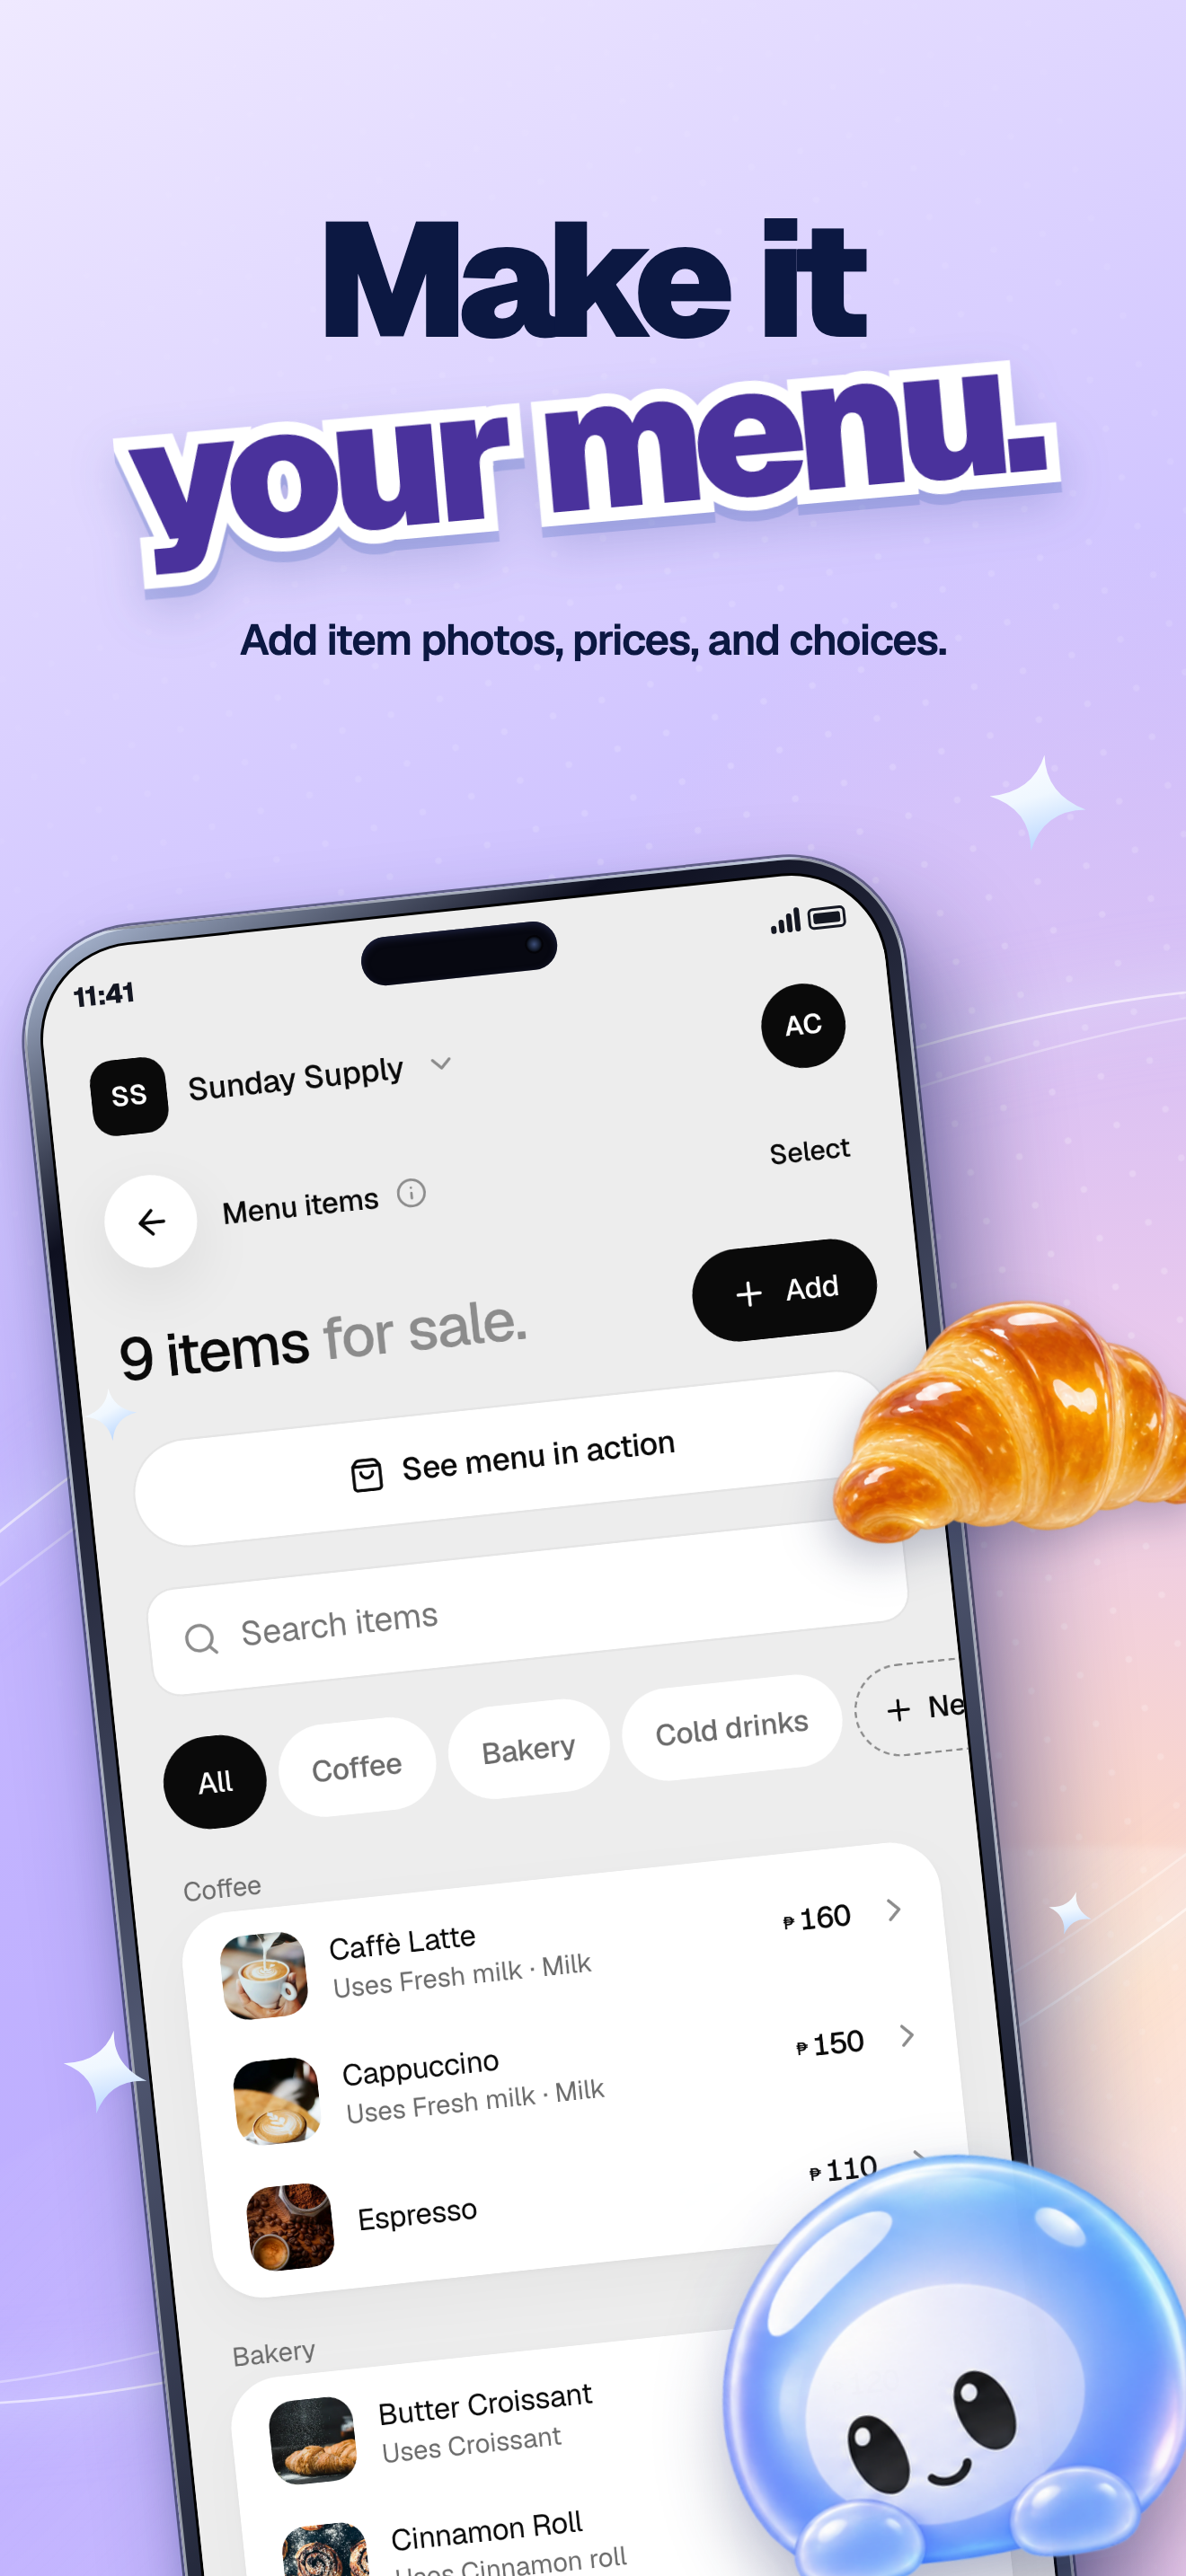 Make it
your menu.
Add item photos, prices, and choices.
11:41
SS Sunday Supply
AC
Menu items
Select
9 items for sale.
+ Add
See menu in action
Search items
All Coffee Bakery Cold drinks + Ne
Coffee
Caffè Latte ₱160
Uses Fresh milk · Milk
Cappuccino ₱150
Uses Fresh milk · Milk
Espresso ₱110
Bakery
Butter Croissant
Uses Croissant
Cinnamon Roll
Uses Cinnamon roll